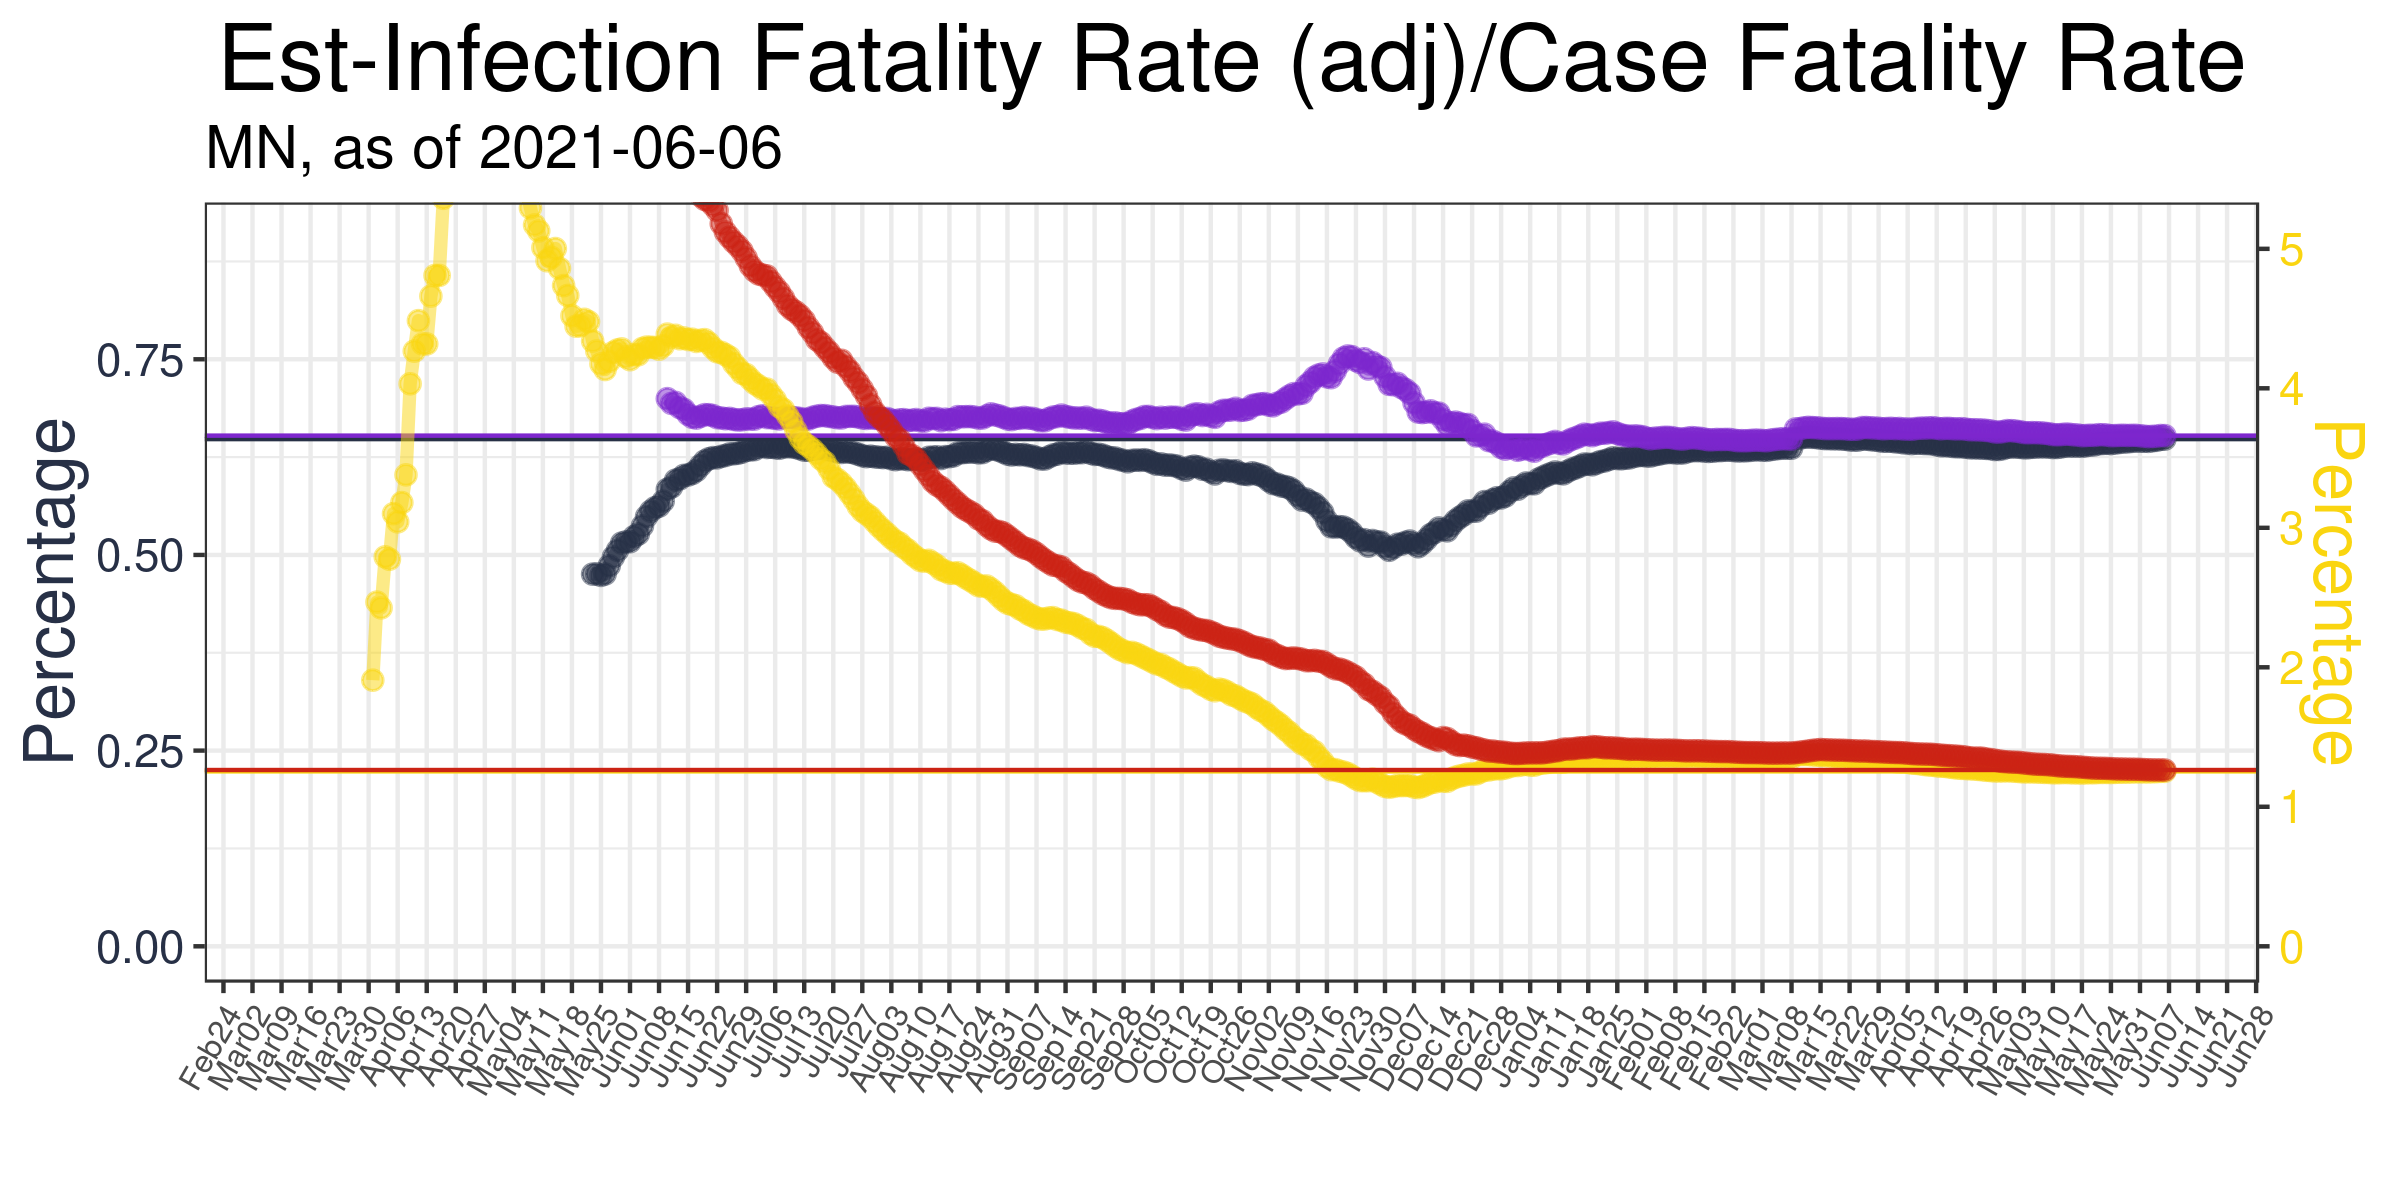 Est-Infection Fatality Rate (adj)/Case Fatality Rate
MN, as of 2021-06-06
Percentage
0.75
0.50
0.25
0.00
5
4
3
2
1
0
Percentage
Feb24
Mar02
Mar09
Mar16
Mar23
Mar30
Apr06
Apr13
Apr20
Apr27
May04
May11
May18
May25
Jun01
Jun08
Jun15
Jun22
Jun29
Jul06
Jul13
Jul20
Jul27
Aug03
Aug10
Aug17
Aug24
Aug31
Sep07
Sep14
Sep21
Sep28
Oct05
Oct12
Oct19
Oct26
Nov02
Nov09
Nov16
Nov23
Nov30
Dec07
Dec14
Dec21
Dec28
Jan04
Jan11
Jan18
Jan25
Feb01
Feb08
Feb15
Feb22
Mar01
Mar08
Mar15
Mar22
Mar29
Apr05
Apr12
Apr19
Apr26
May03
May10
May17
May24
May31
Jun07
Jun14
Jun21
Jun28